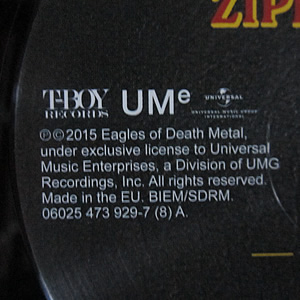 ZIP
T-BOY
RECORDS
UMe
UNIVERSAL
UNIVERSAL MUSIC GROUP
INTERNATIONAL
℗©2015 Eagles of Death Metal,
under exclusive license to Universal
Music Enterprises, a Division of UMG
Recordings, Inc. All rights reserved.
Made in the EU. BIEM/SDRM.
06025 473 929-7 (8) A.